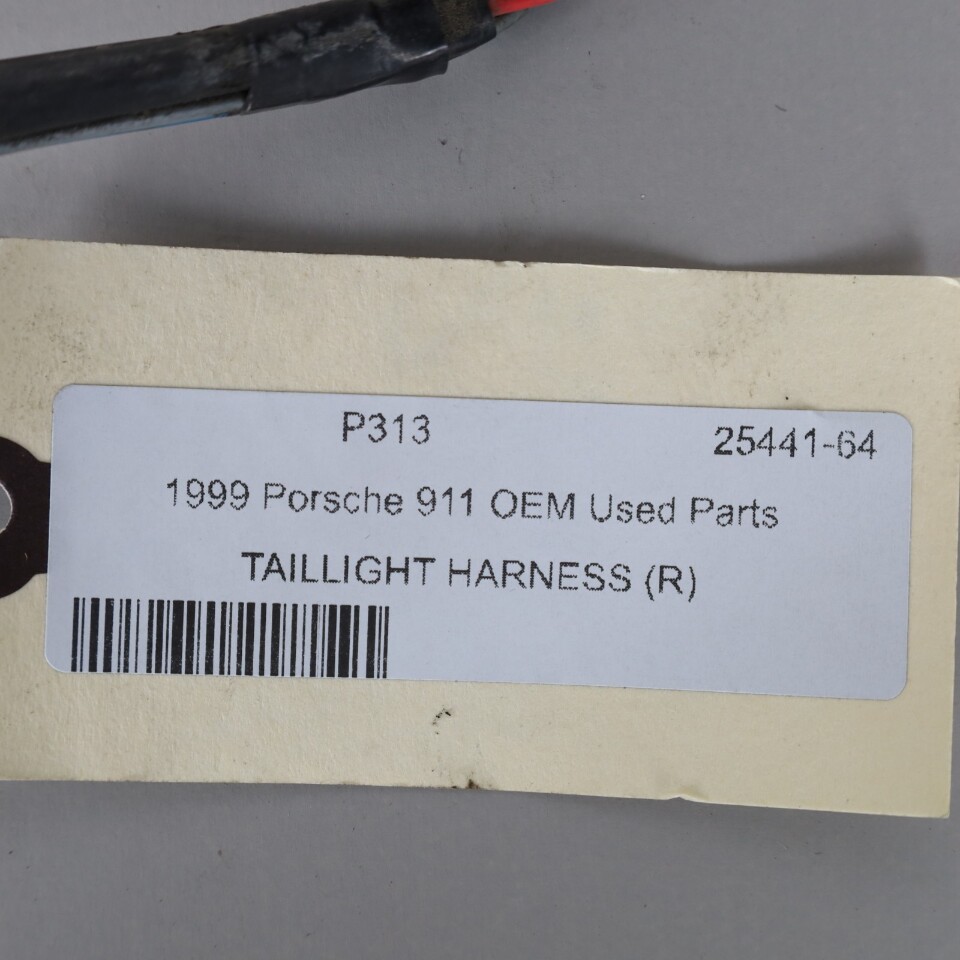 P313 25441-64
1999 Porsche 911 OEM Used Parts
TAILLIGHT HARNESS (R)